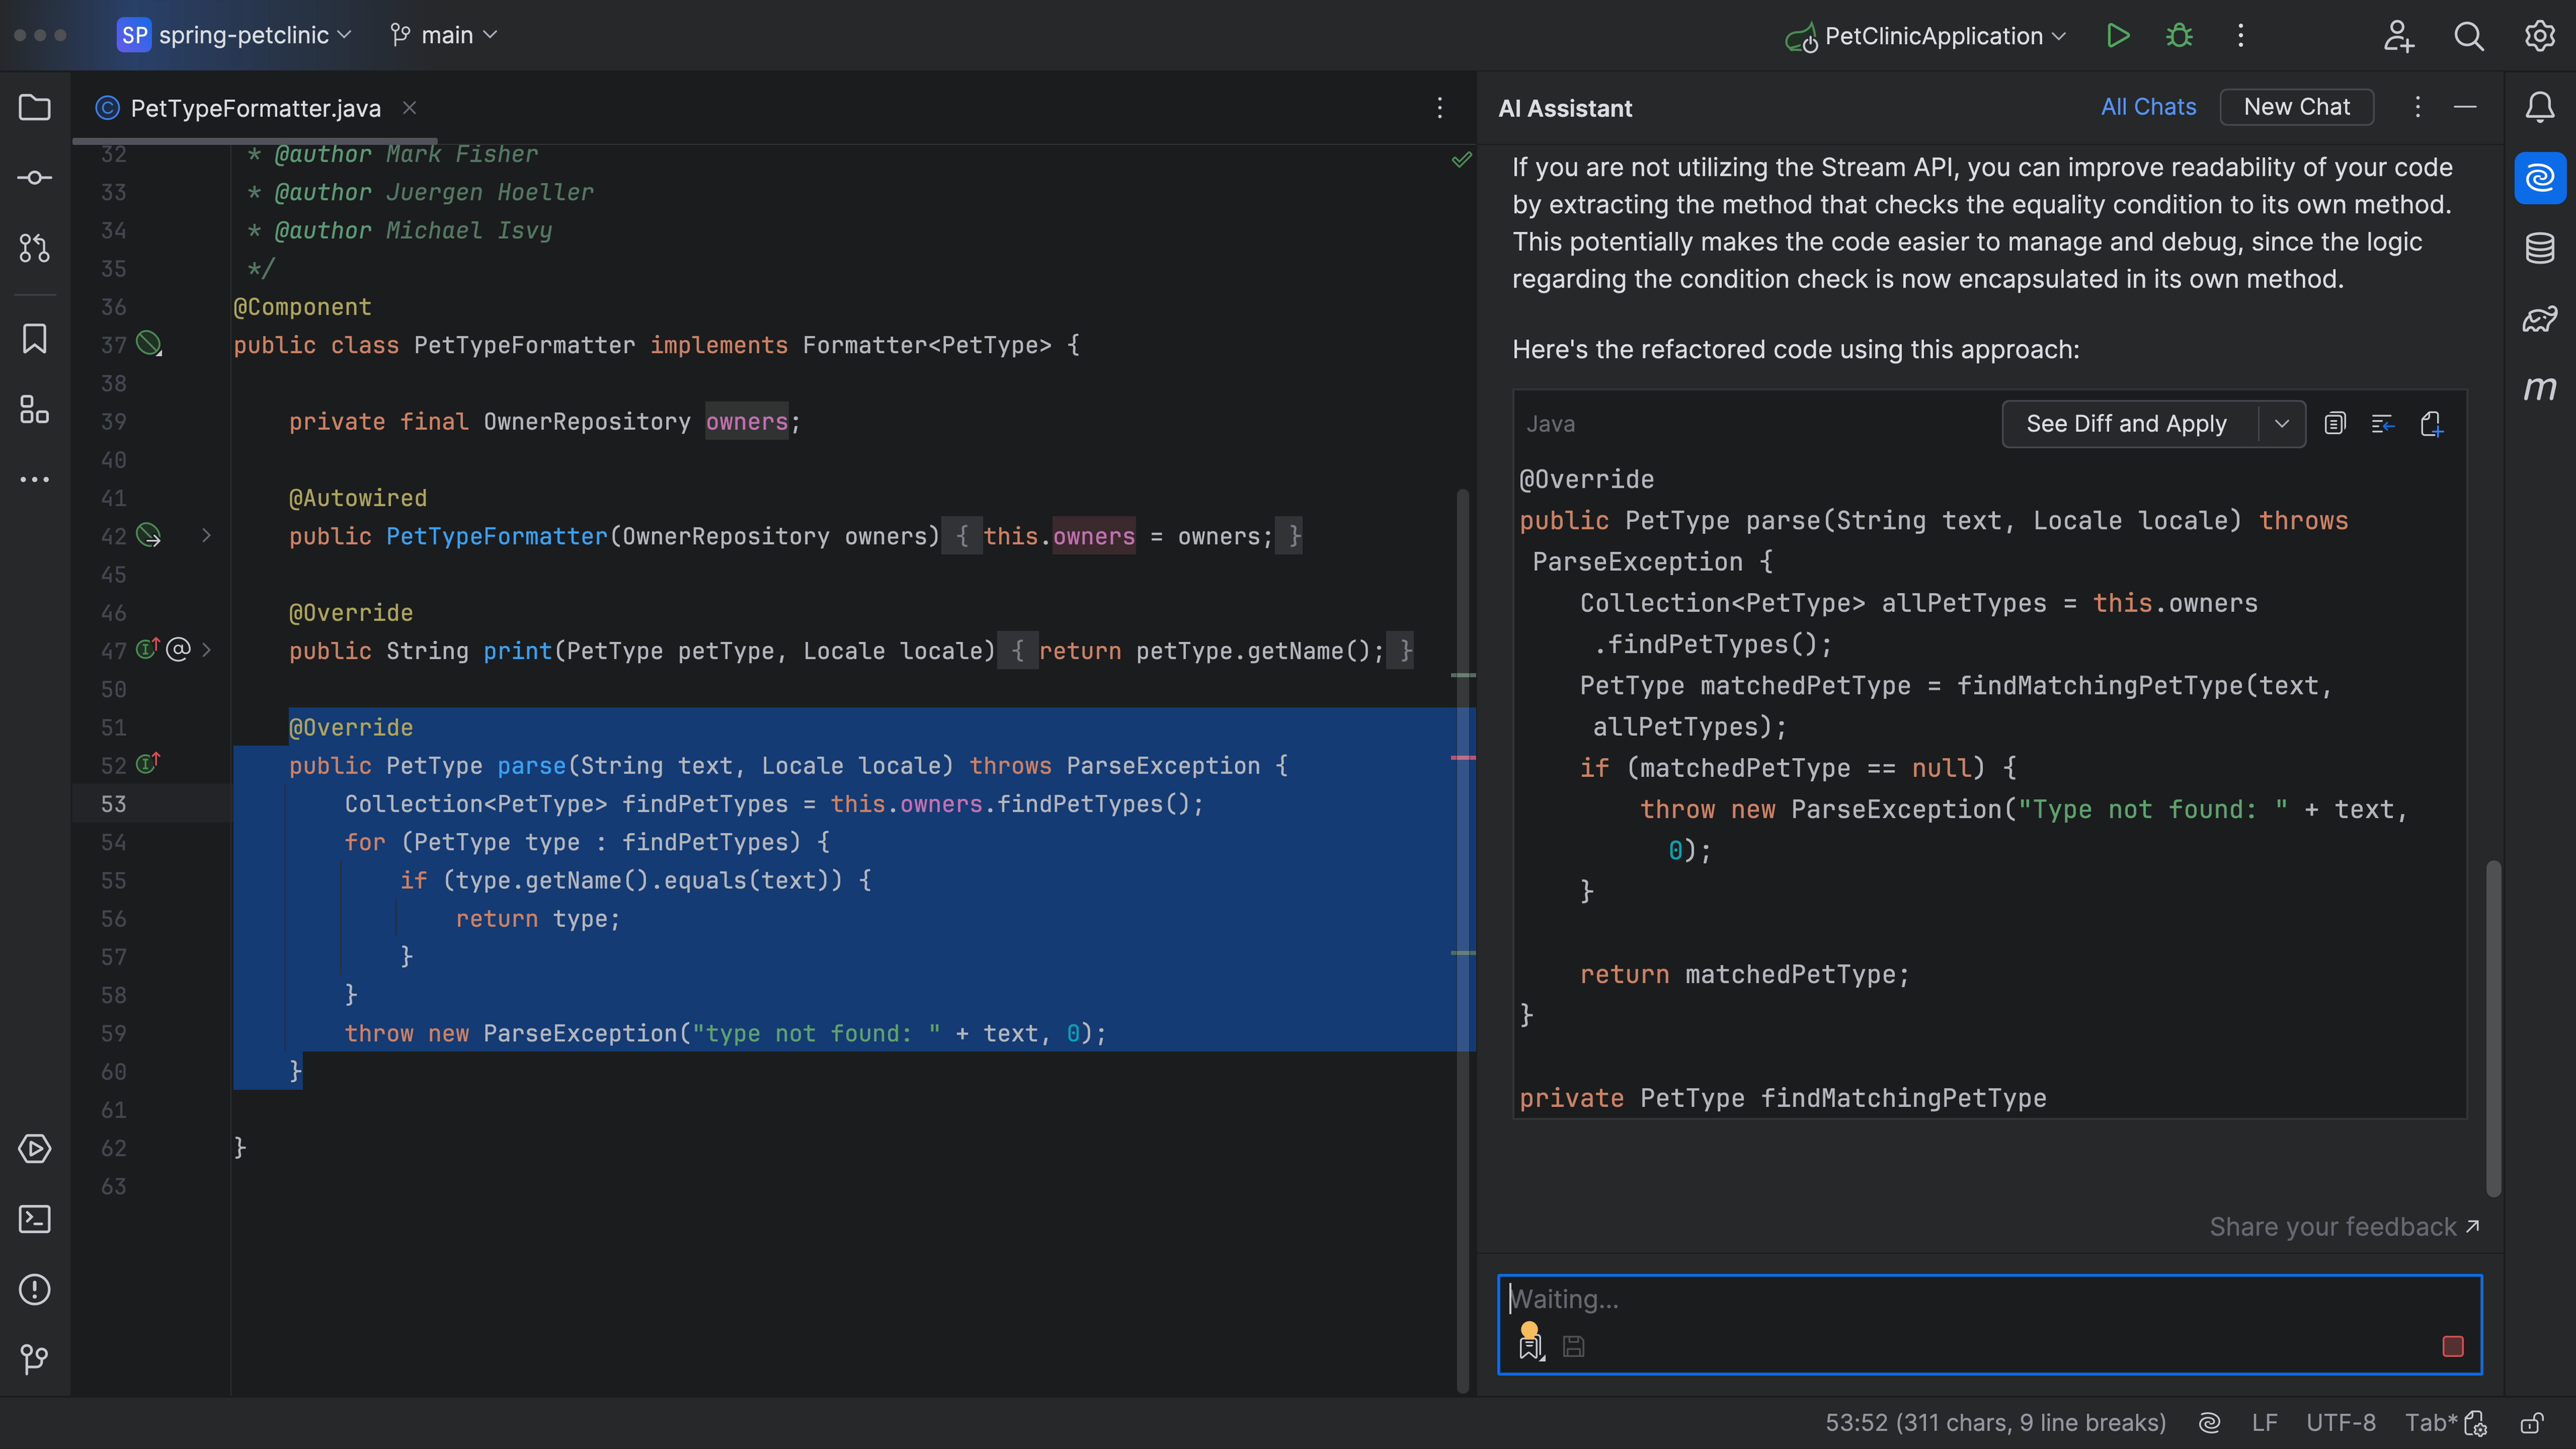 SP spring-petclinic main PetClinicApplication
PetTypeFormatter.java
32 * @author Mark Fisher
33 * @author Juergen Hoeller
34 * @author Michael Isvy
35 */
36 @Component
37 public class PetTypeFormatter implements Formatter<PetType> {
38
39 private final OwnerRepository owners;
40
41 @Autowired
42 public PetTypeFormatter(OwnerRepository owners) { this.owners = owners; }
45
46 @Override
47 public String print(PetType petType, Locale locale) { return petType.getName(); }
50
51 @Override
52 public PetType parse(String text, Locale locale) throws ParseException {
53 Collection<PetType> findPetTypes = this.owners.findPetTypes();
54 for (PetType type : findPetTypes) {
55 if (type.getName().equals(text)) {
56 return type;
57 }
58 }
59 throw new ParseException("type not found: " + text, 0);
60 }
61
62 }
63
AI Assistant All Chats New Chat
If you are not utilizing the Stream API, you can improve readability of your code
by extracting the method that checks the equality condition to its own method.
This potentially makes the code easier to manage and debug, since the logic
regarding the condition check is now encapsulated in its own method.
Here's the refactored code using this approach:
Java See Diff and Apply
@Override
public PetType parse(String text, Locale locale) throws
ParseException {
Collection<PetType> allPetTypes = this.owners
.findPetTypes();
PetType matchedPetType = findMatchingPetType(text,
allPetTypes);
if (matchedPetType == null) {
throw new ParseException("Type not found: " + text,
0);
}
return matchedPetType;
}
private PetType findMatchingPetType
Share your feedback
Waiting...
m
53:52 (311 chars, 9 line breaks) LF UTF-8 Tab*